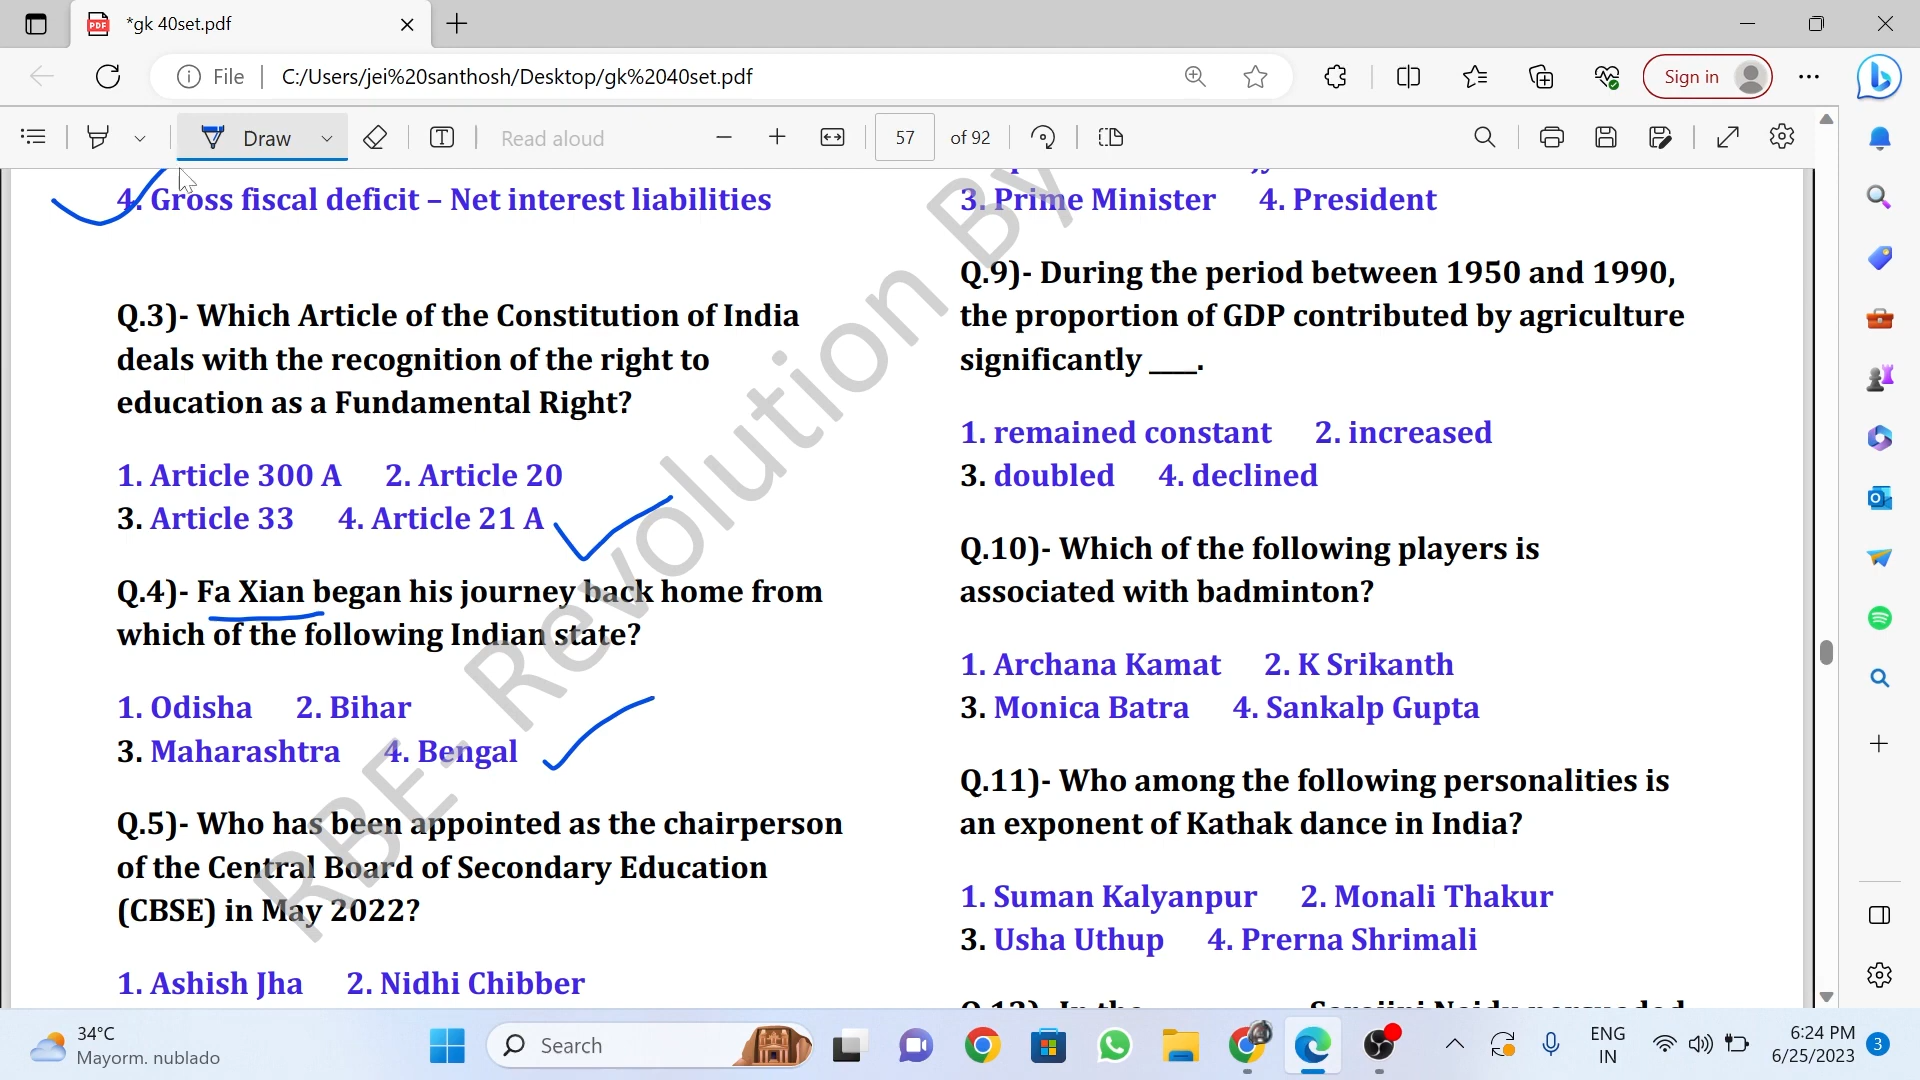 *gk 40set.pdf
File
C:/Users/jei%20santhosh/Desktop/gk%2040set.pdf
Sign in
Draw
Read aloud
57
of 92
4. Gross fiscal deficit – Net interest liabilities
Q.3)- Which Article of the Constitution of India
deals with the recognition of the right to
education as a Fundamental Right?
1. Article 300 A 2. Article 20
3. Article 33 4. Article 21 A
Q.4)- Fa Xian began his journey back home from
which of the following Indian state?
1. Odisha 2. Bihar
3. Maharashtra 4. Bengal
Q.5)- Who has been appointed as the chairperson
of the Central Board of Secondary Education
(CBSE) in May 2022?
1. Ashish Jha 2. Nidhi Chibber
3. Prime Minister 4. President
Q.9)- During the period between 1950 and 1990,
the proportion of GDP contributed by agriculture
significantly ____.
1. remained constant 2. increased
3. doubled 4. declined
Q.10)- Which of the following players is
associated with badminton?
1. Archana Kamat 2. K Srikanth
3. Monica Batra 4. Sankalp Gupta
Q.11)- Who among the following personalities is
an exponent of Kathak dance in India?
1. Suman Kalyanpur 2. Monali Thakur
3. Usha Uthup 4. Prerna Shrimali
RBE- Revolution By
34°C
Mayorm. nublado
Search
ENG
IN
6:24 PM
6/25/2023
3